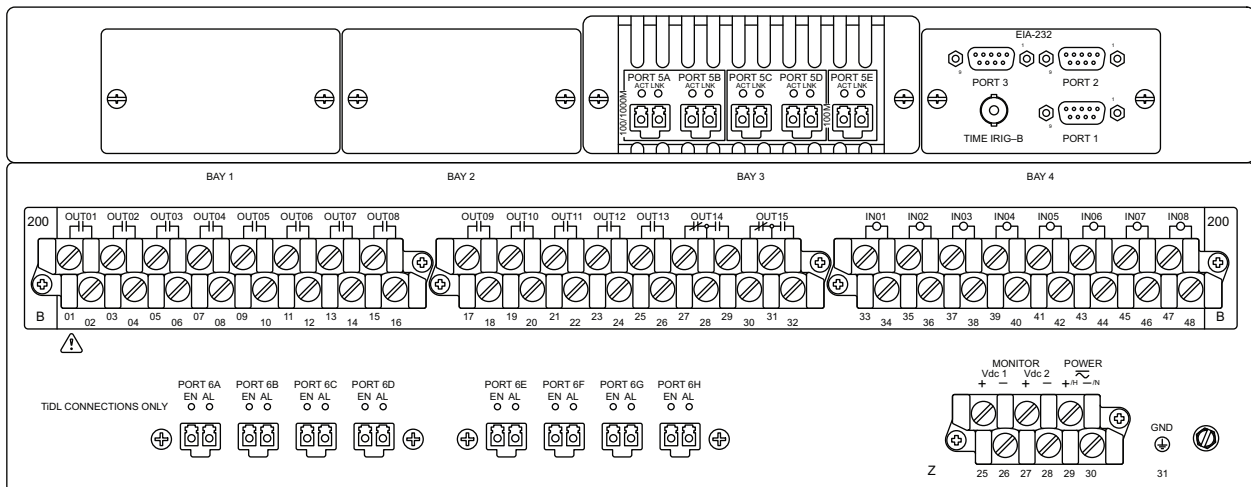 EIA-232
1 1
PORT 5A PORT 5B PORT 5C PORT 5D PORT 5E
ACT LNK ACT LNK ACT LNK ACT LNK ACT LNK
100/1000M
100M
9 9
PORT 3 PORT 2
1
9
TIME IRIG–B PORT 1
BAY 1 BAY 2 BAY 3 BAY 4
200 OUT01 OUT02 OUT03 OUT04 OUT05 OUT06 OUT07 OUT08 OUT09 OUT10 OUT11 OUT12 OUT13 OUT14 OUT15 IN01 IN02 IN03 IN04 IN05 IN06 IN07 IN08 200
B 01 02 03 04 05 06 07 08 09 10 11 12 13 14 15 16 17 18 19 20 21 22 23 24 25 26 27 28 29 30 31 32 33 34 35 36 37 38 39 40 41 42 43 44 45 46 47 48 B
MONITOR POWER
Vdc 1 Vdc 2
+ − + − +/H −/N
PORT 6A PORT 6B PORT 6C PORT 6D PORT 6E PORT 6F PORT 6G PORT 6H
EN AL EN AL EN AL EN AL EN AL EN AL EN AL EN AL
TiDL CONNECTIONS ONLY
GND
Z 25 26 27 28 29 30 31